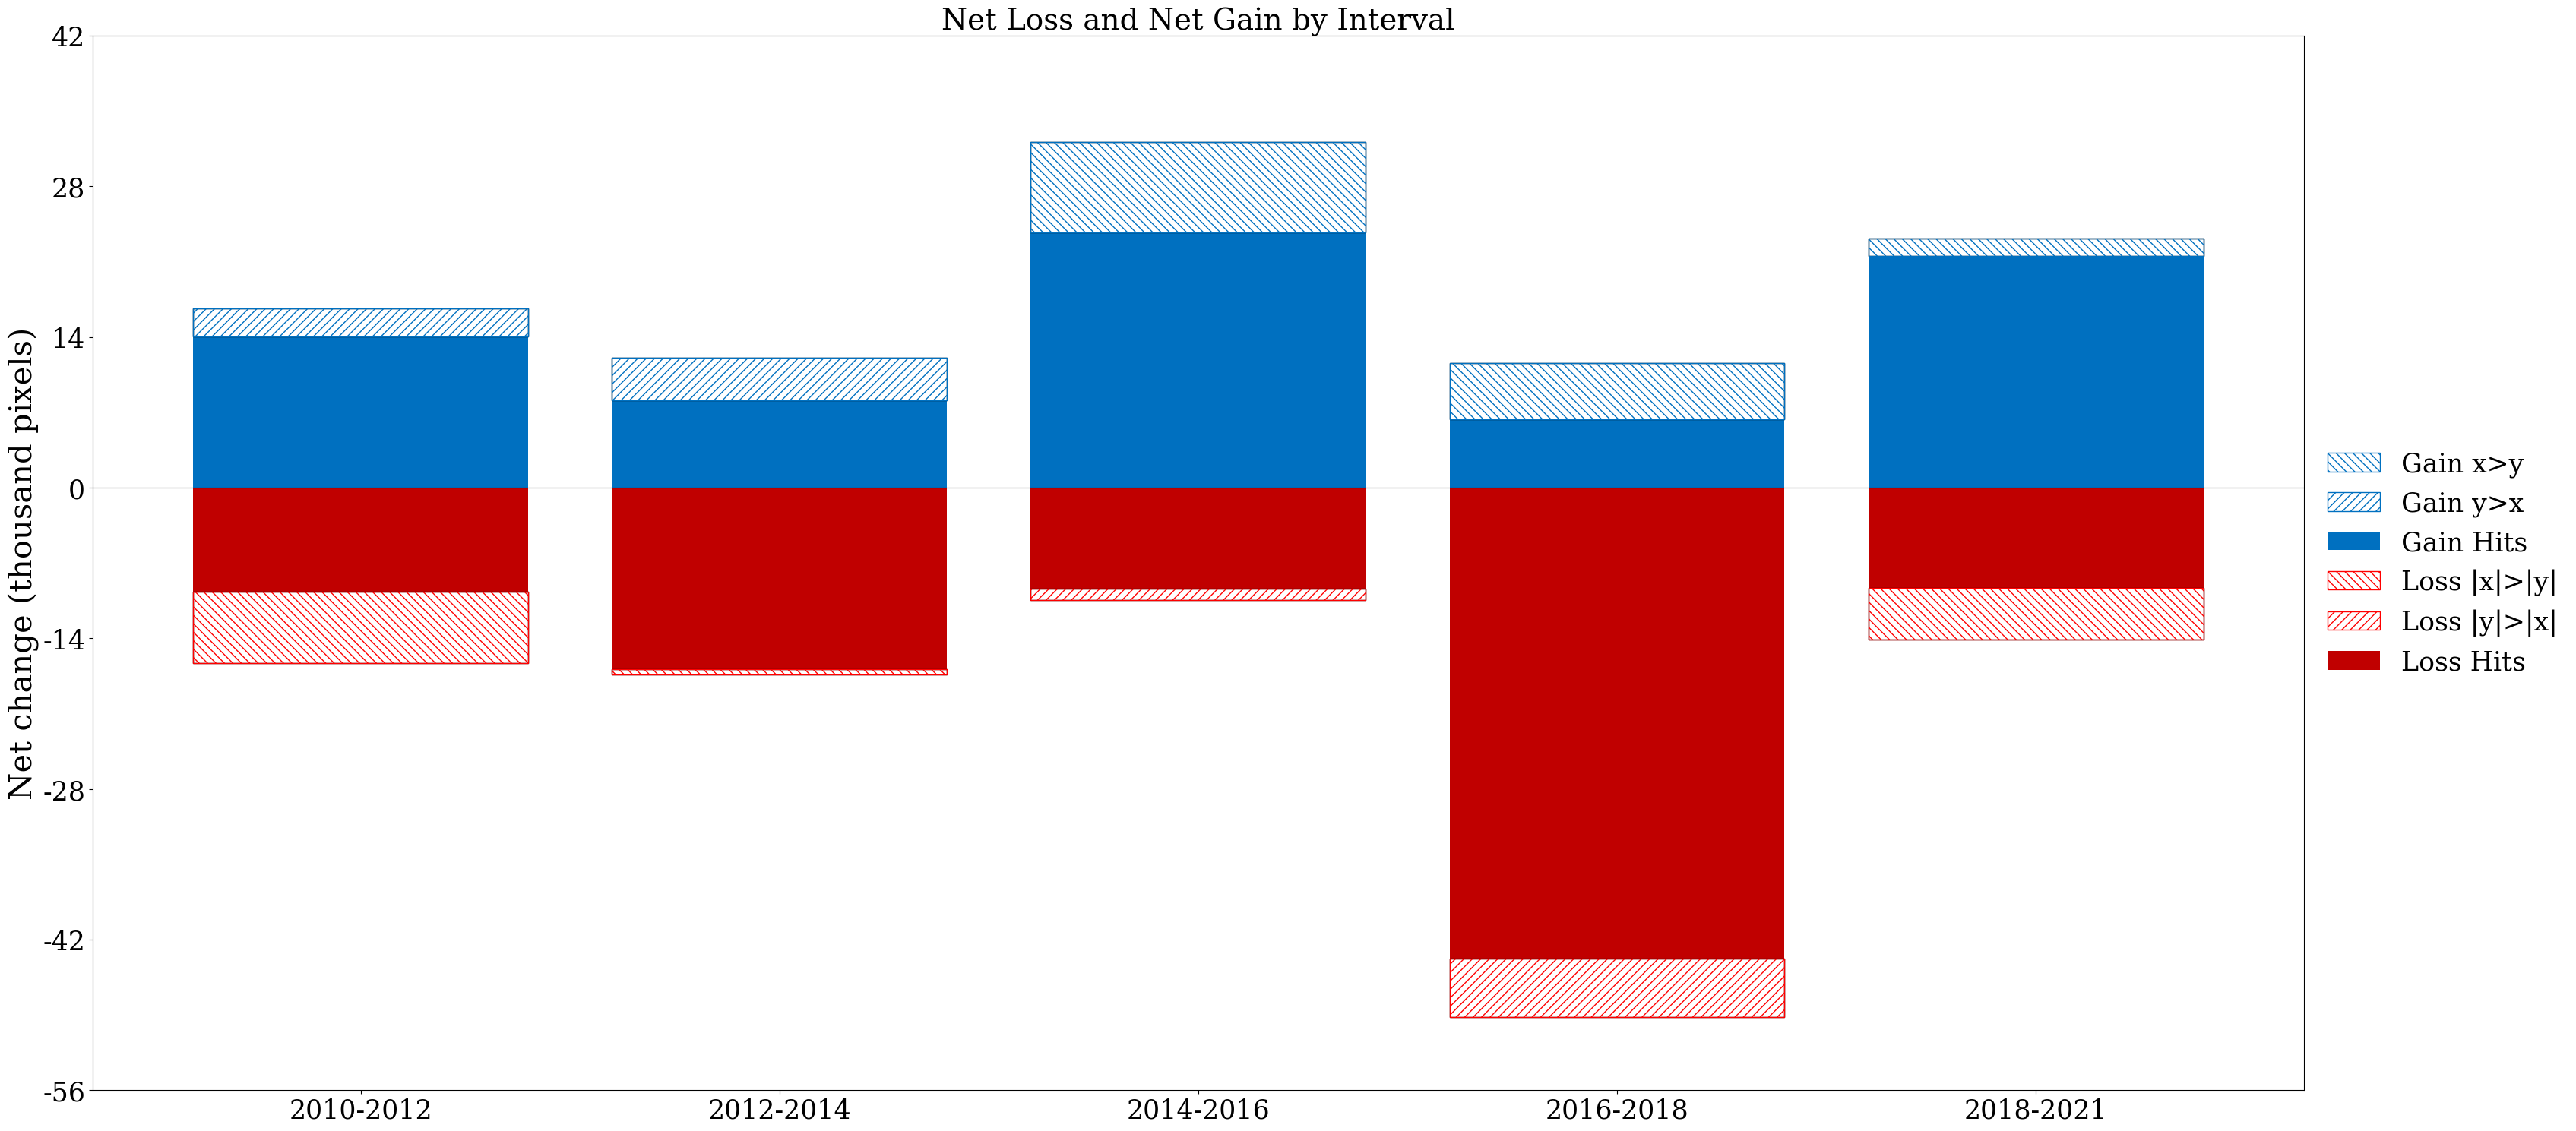 Net Loss and Net Gain by Interval
Net change (thousand pixels)
42
28
14
0
-14
-28
-42
-56
2010-2012
2012-2014
2014-2016
2016-2018
2018-2021
Gain x>y
Gain y>x
Gain Hits
Loss |x|>|y|
Loss |y|>|x|
Loss Hits